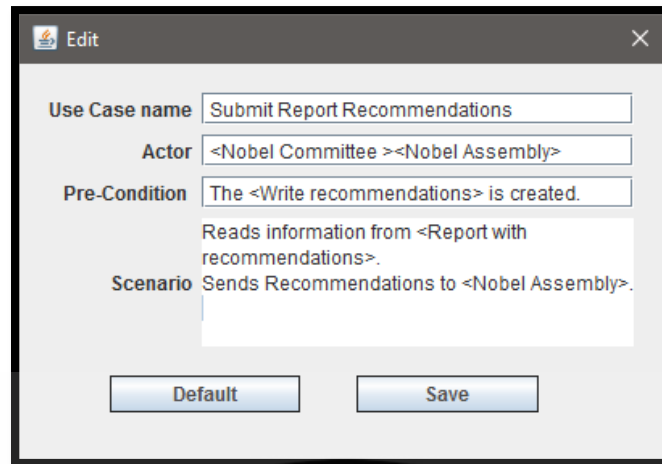 Edit
Use Case name Submit Report Recommendations
Actor <Nobel Committee ><Nobel Assembly>
Pre-Condition The <Write recommendations> is created.
Scenario
Reads information from <Report with
recommendations>.
Sends Recommendations to <Nobel Assembly>.
Default Save